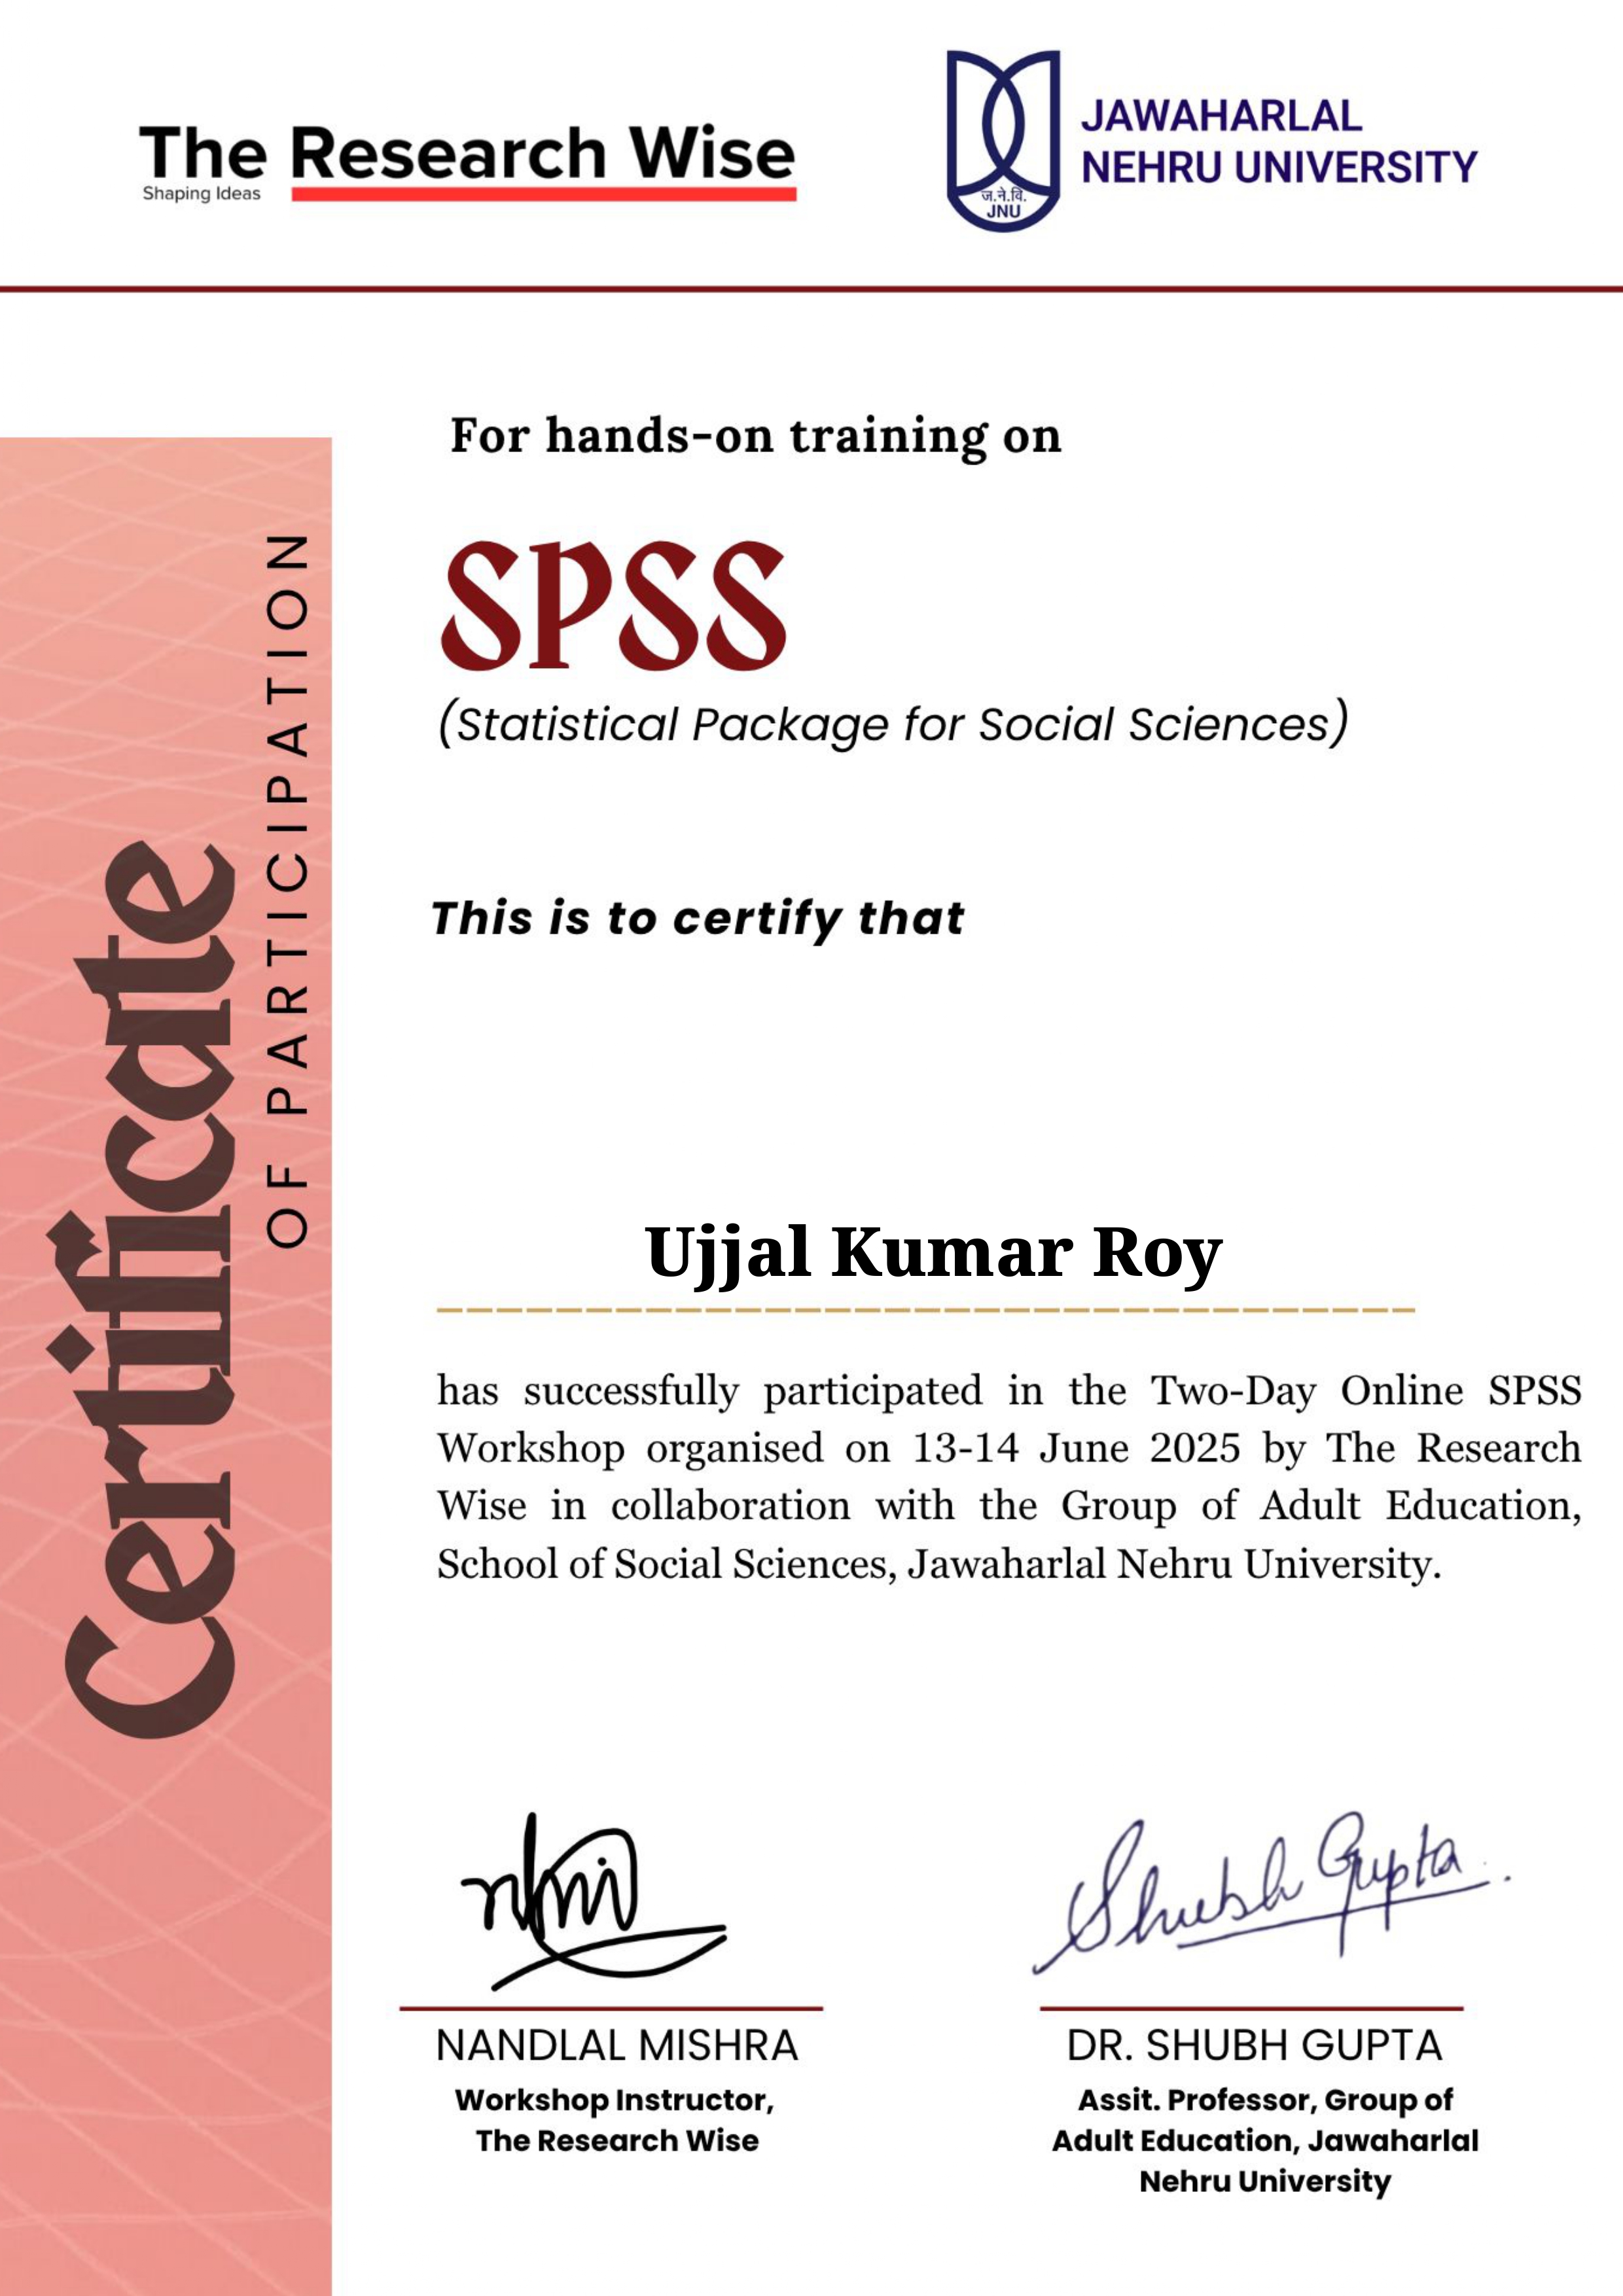 The Research Wise
Shaping Ideas
ज.ने.वि.
JNU
JAWAHARLAL
NEHRU UNIVERSITY
Certificate
OF PARTICIPATION
For hands-on training on
SPSS
(Statistical Package for Social Sciences)
This is to certify that
Ujjal Kumar Roy
has successfully participated in the Two-Day Online SPSS
Workshop organised on 13-14 June 2025 by The Research
Wise in collaboration with the Group of Adult Education,
School of Social Sciences, Jawaharlal Nehru University.
Shubh Gupta
NANDLAL MISHRA
Workshop Instructor,
The Research Wise
DR. SHUBH GUPTA
Assit. Professor, Group of
Adult Education, Jawaharlal
Nehru University